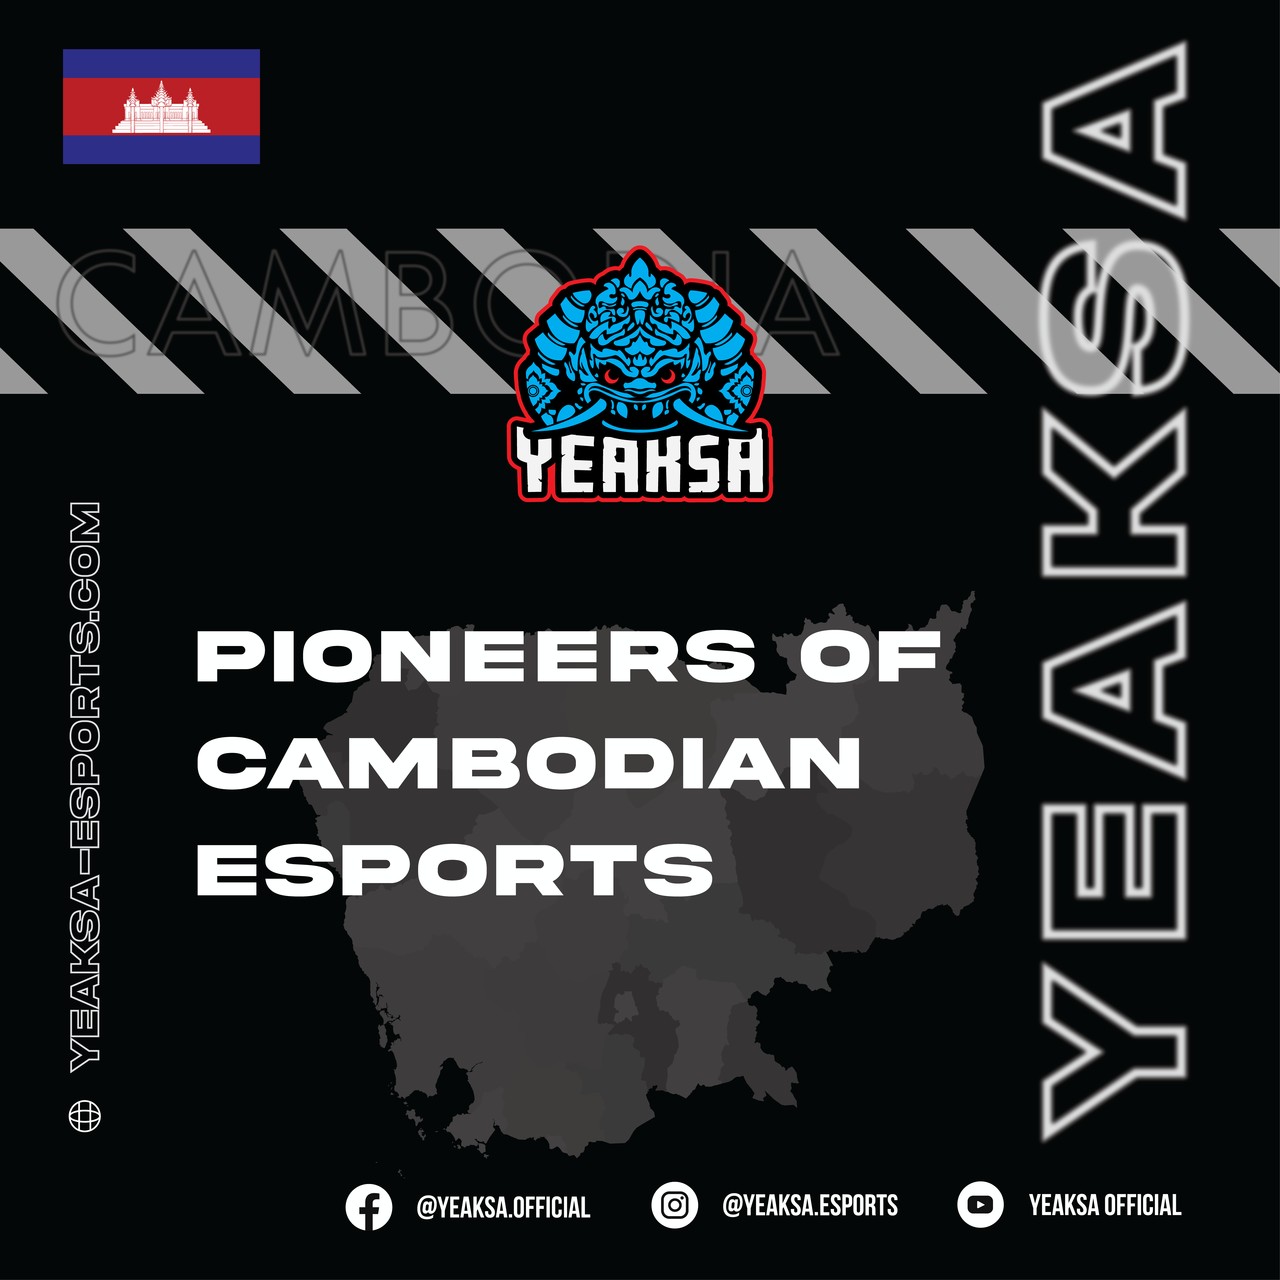 CAMBODIA
YEAKSA
YEAKSA
YEAKSA-ESPORTS.COM
PIONEERS OF
CAMBODIAN
ESPORTS
@YEAKSA.OFFICIAL
@YEAKSA.ESPORTS
YEAKSA OFFICIAL